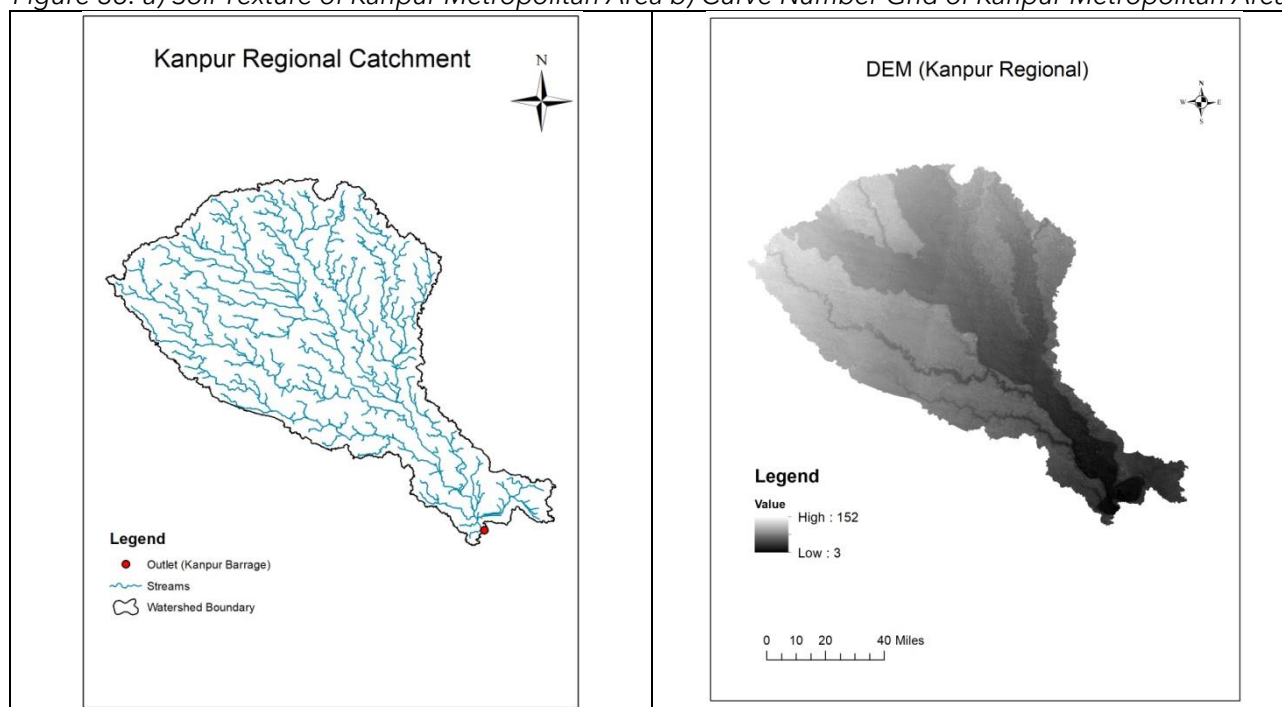 Figure 36: a) Soil Texture of Kanpur Metropolitan Area b) Curve Number Grid of Kanpur Metropolitan Area
Kanpur Regional Catchment
N
Legend
Outlet (Kanpur Barrage)
Streams
Watershed Boundary
DEM (Kanpur Regional)
N
W E
S
Legend
Value
High : 152
Low : 3
0 10 20 40 Miles